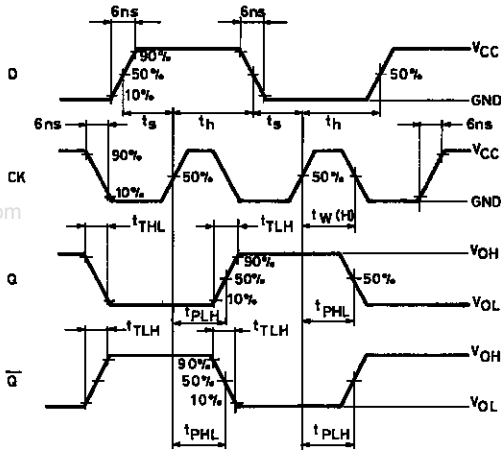 6ns 6ns
90%
VCC
D 50% 50%
10%
GND
ts th ts th
6ns 6ns
90% VCC
CK 50% 50%
10%
GND
om
tTHL tTLH tW(H)
90% VOH
Q 50% 50%
10%
VOL
tPLH tPHL
tTLH tTLH
VOH
90%
Q̅ 50%
10%
VOL
tPHL tPLH